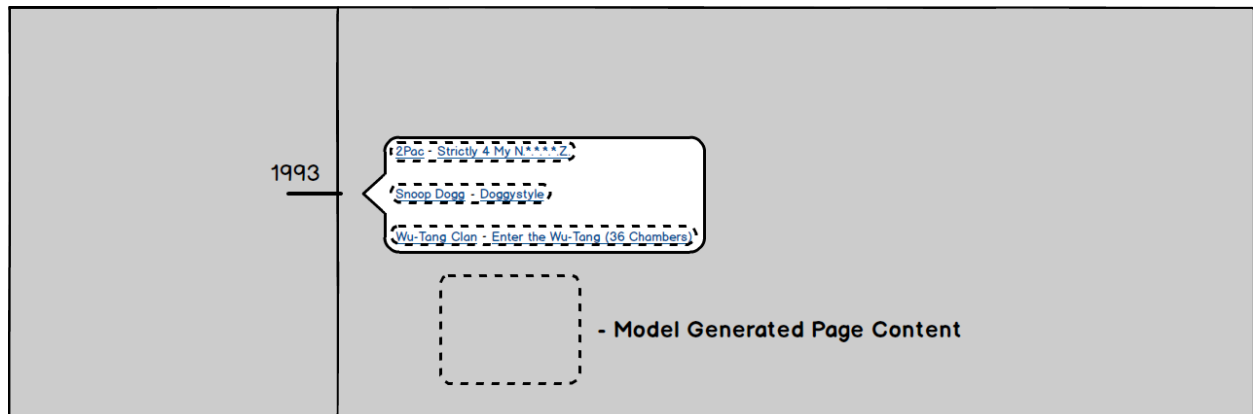 1993
2Pac - Strictly 4 My N.*.*.*.*.Z.
Snoop Dogg - Doggystyle
Wu-Tang Clan - Enter the Wu-Tang (36 Chambers)
- Model Generated Page Content